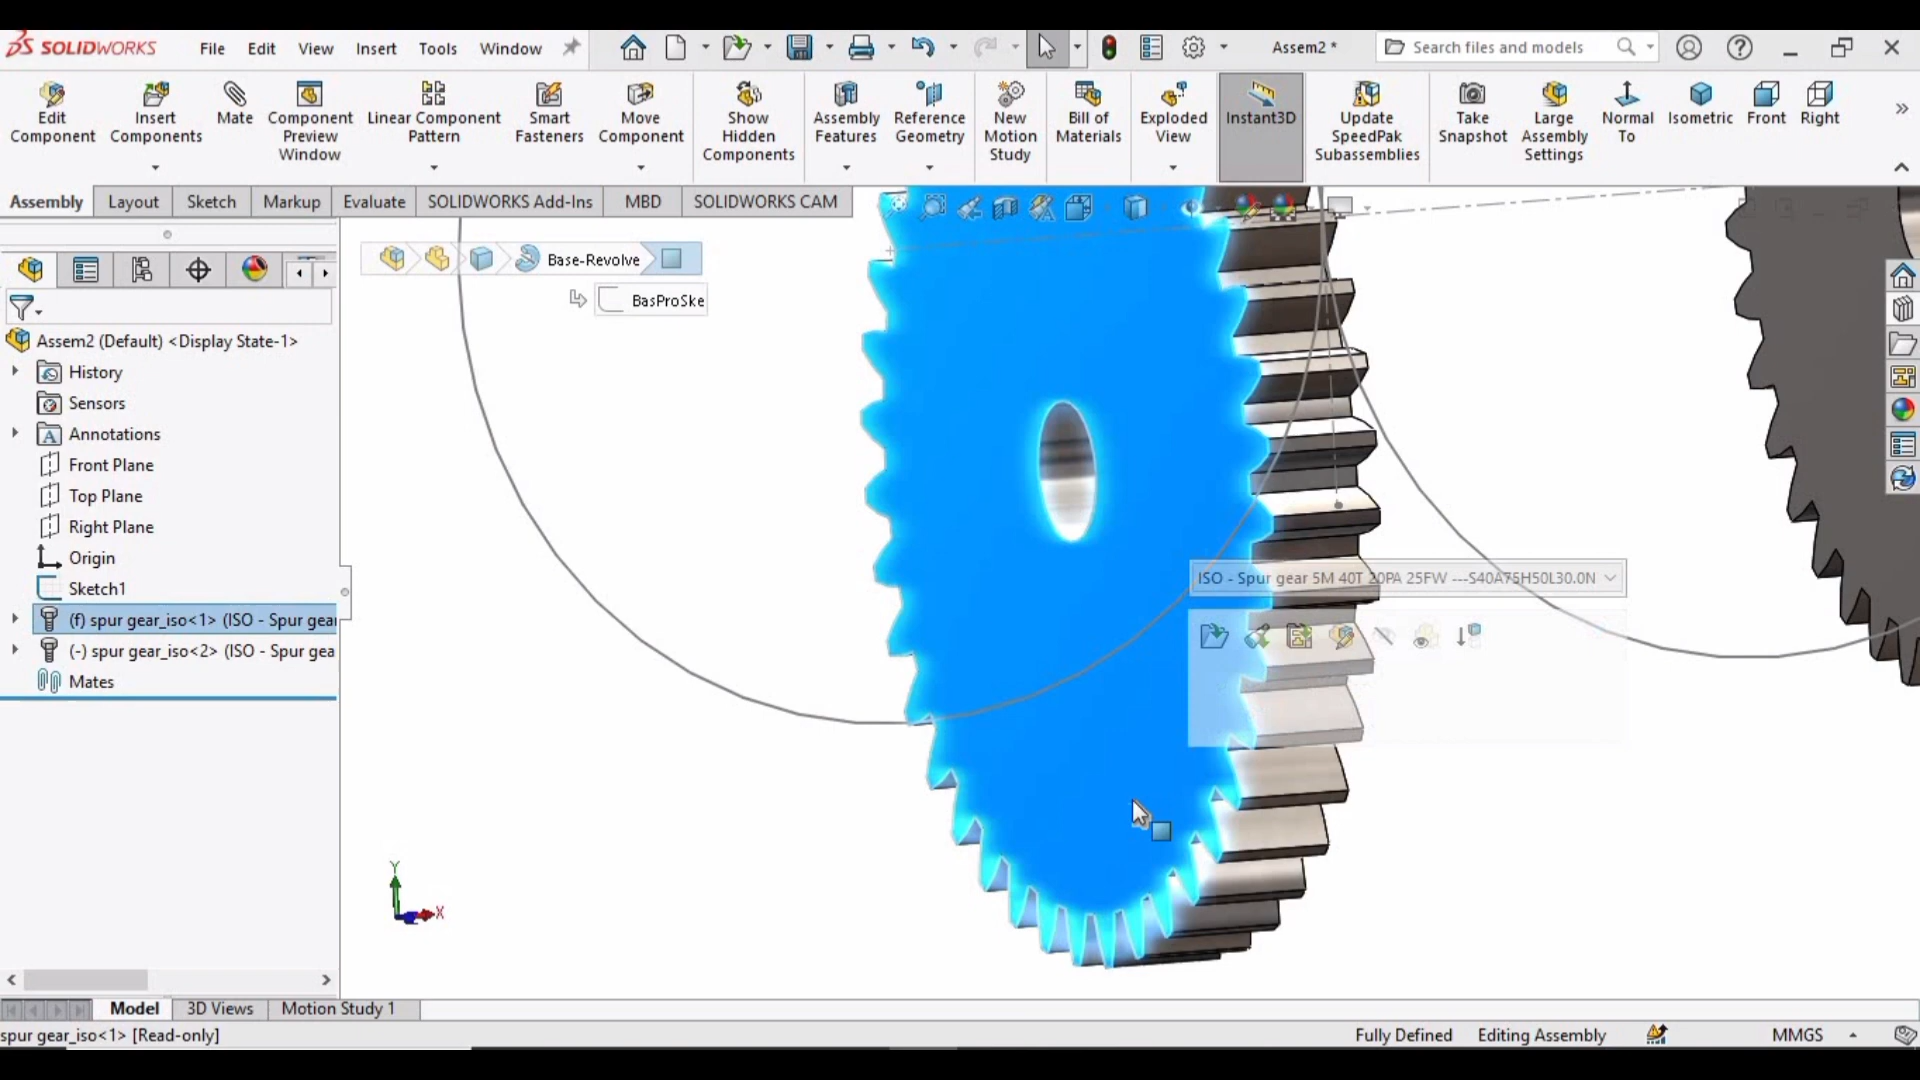 SOLIDWORKS
File Edit View Insert Tools Window
Assem2 *
Search files and models
Edit Component
Insert Components
Mate
Component Preview Window
Linear Component Pattern
Smart Fasteners
Move Component
Show Hidden Components
Assembly Features
Reference Geometry
New Motion Study
Bill of Materials
Exploded View
Instant3D
Update SpeedPak Subassemblies
Take Snapshot
Large Assembly Settings
Normal To
Isometric
Front
Right
Assembly Layout Sketch Markup Evaluate SOLIDWORKS Add-Ins MBD SOLIDWORKS CAM
Base-Revolve
BasProSke
Assem2 (Default) <Display State-1>
History
Sensors
Annotations
Front Plane
Top Plane
Right Plane
Origin
Sketch1
(f) spur gear_iso<1> (ISO - Spur gear
(-) spur gear_iso<2> (ISO - Spur gea
Mates
ISO - Spur gear 5M 40T 20PA 25FW ---S40A75H50L30.0N
Y
X
Model 3D Views Motion Study 1
spur gear_iso<1> [Read-only]
Fully Defined Editing Assembly MMGS